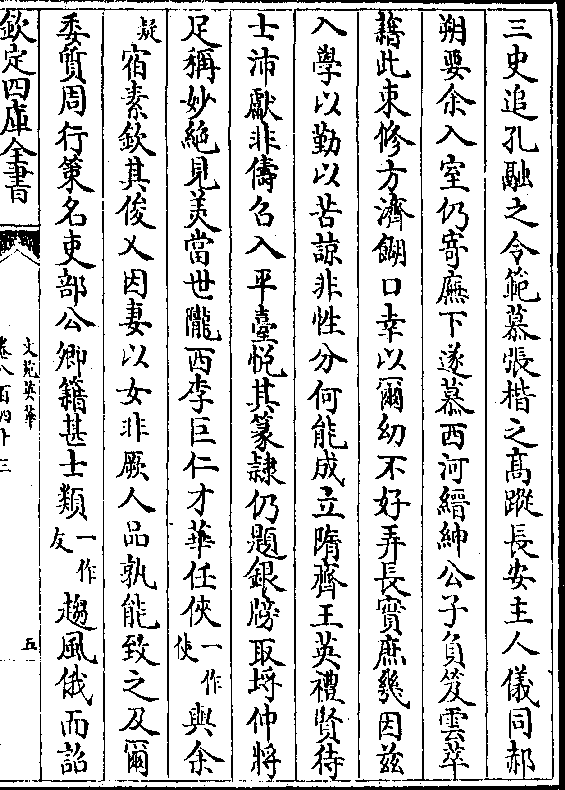 三史追孔融之令範慕張楷之髙蹤長安主人儀同郝
朔要余入室仍寄廡下遂慕西河縉紳公子負笈雲萃
藉此束修方濟餬口幸以爾幼不好弄長實庶幾因兹
入學以勤以苦諒非性分何能成立隋齊王英禮賢待
士沛獻非儔名入平臺悦其篆隷仍題銀牓取埒仲將
足稱妙絶見美當世隴西李巨仁才華任俠一作使與余
疑宿素欽其俊乂因妻以女非厥人品孰能致之及爾
委質周行䇿名吏部公卿籍甚士類一作友趨風俄而詔
欽定四庫全書
文苑英華
卷八百四十三
五